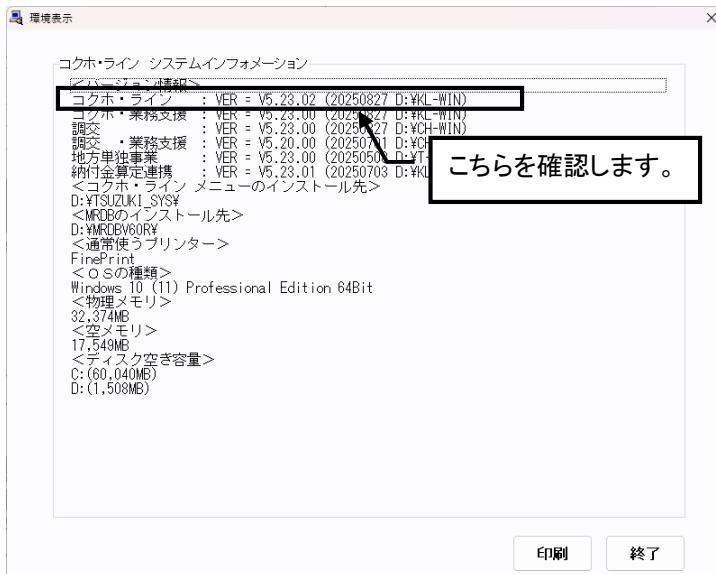 環境表示
コクホ・ライン システムインフォメーション
<バージョン情報>
コクホ・ライン : VER = V5.23.02 (20250827 D:¥KL-WIN)
コクホ・業務支援 : VER = V5.23.00 (20250827 D:¥KL-WIN)
調交 : VER = V5.23.00 (20250627 D:¥CH-WIN)
調交 ・業務支援 : VER = V5.20.00 (20250701 D:¥CH
地方単独事業 : VER = V5.23.00 (2025050 D:¥T-
納付金算定連携 : VER = V5.23.01 (20250703 D:¥KL
こちらを確認します。
<コクホ・ライン メニューのインストール先>
D:¥TSUZUKI_SYS¥
<MRDBのインストール先>
D:¥MRDBV60R¥
<通常使うプリンター>
FinePrint
<OSの種類>
Windows 10 (11) Professional Edition 64Bit
<物理メモリ>
32,374MB
<空メモリ>
17,549MB
<ディスク空き容量>
C:(60,040MB)
D:(1,508MB)
印刷
終了